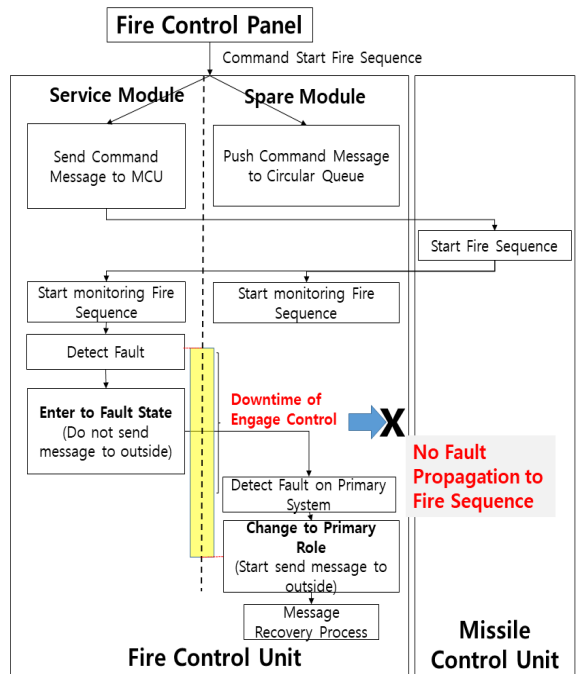 Fire Control Panel
Command Start Fire Sequence
Service Module
Spare Module
Send Command
Message to MCU
Push Command Message
to Circular Queue
Start Fire Sequence
Start monitoring Fire
Sequence
Start monitoring Fire
Sequence
Detect Fault
Enter to Fault State
(Do not send
message to outside)
Downtime of
Engage Control
X
No Fault
Propagation to
Fire Sequence
Detect Fault on Primary
System
Change to Primary
Role
(Start send message to
outside)
Message
Recovery Process
Fire Control Unit
Missile
Control Unit